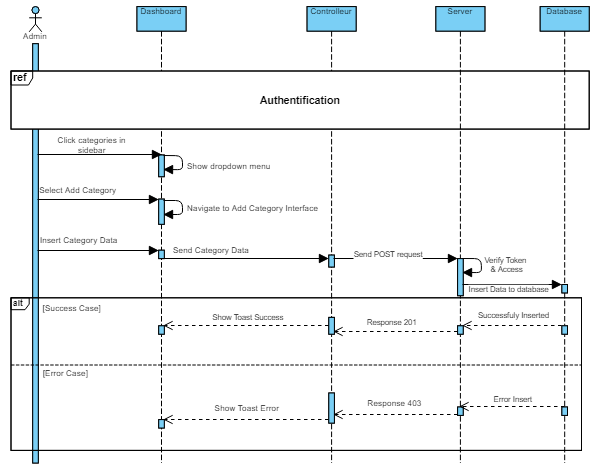 Dashboard
Controlleur
Server
Database
Admin
ref
Authentification
Click categories in
sidebar
Show dropdown menu
Select Add Category
Navigate to Add Category Interface
Insert Category Data
Send Category Data
Send POST request
Verify Token
& Access
Insert Data to database
alt
[Success Case]
Show Toast Success
Response 201
Successfuly Inserted
[Error Case]
Show Toast Error
Response 403
Error Insert